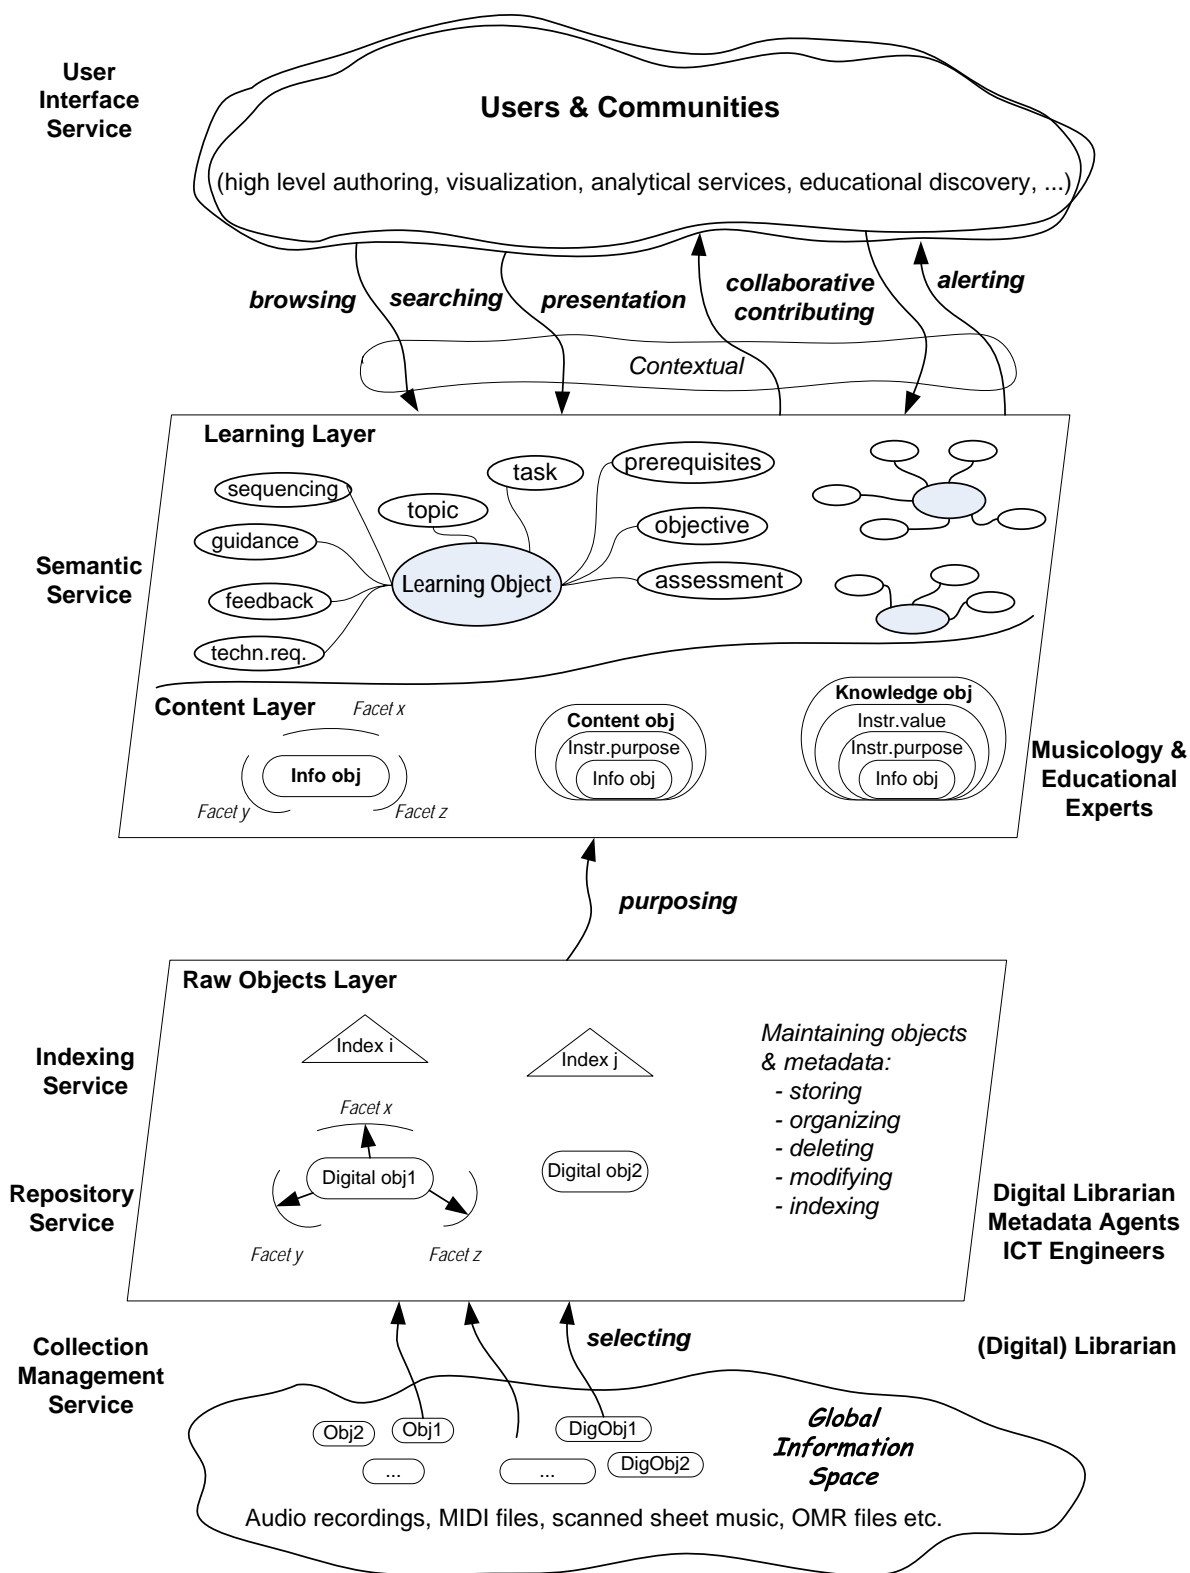 User
Interface
Service
Users & Communities
(high level authoring, visualization, analytical services, educational discovery, ...)
browsing
searching
presentation
collaborative
contributing
alerting
Contextual
Learning Layer
sequencing
guidance
feedback
techn.req.
topic
task
Learning Object
prerequisites
objective
assessment
Semantic
Service
Content Layer
Facet x
Info obj
Facet y
Facet z
Content obj
Instr.purpose
Info obj
Knowledge obj
Instr.value
Instr.purpose
Info obj
Musicology &
Educational
Experts
purposing
Raw Objects Layer
Indexing
Service
Index i
Index j
Facet x
Digital obj1
Facet y
Facet z
Digital obj2
Maintaining objects
& metadata:
- storing
- organizing
- deleting
- modifying
- indexing
Repository
Service
Digital Librarian
Metadata Agents
ICT Engineers
Collection
Management
Service
selecting
(Digital) Librarian
Obj2
Obj1
...
DigObj1
...
DigObj2
Global
Information
Space
Audio recordings, MIDI files, scanned sheet music, OMR files etc.